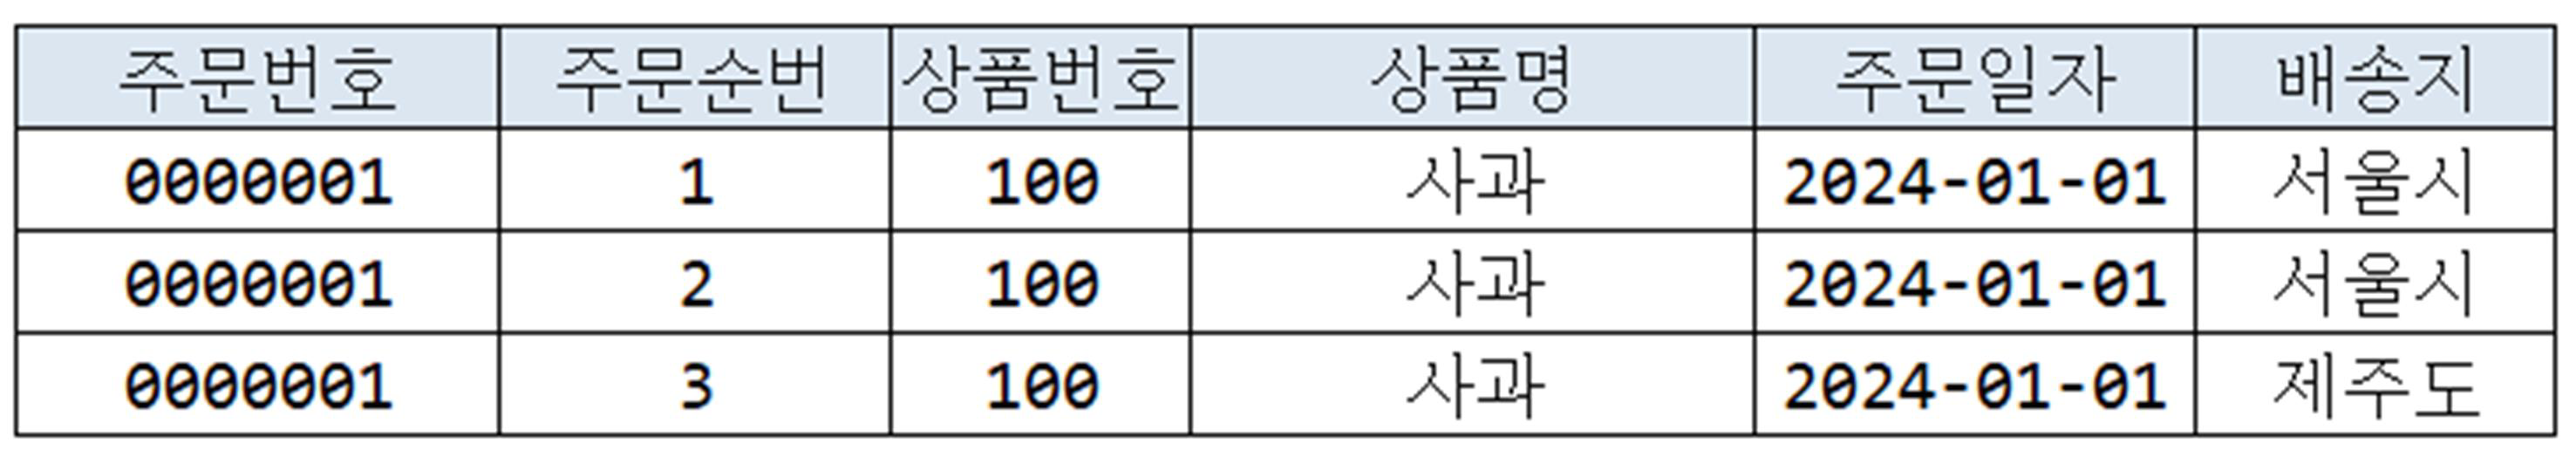 주문번호 주문순번 상품번호 상품명 주문일자 배송지
0000001 1 100 사과 2024-01-01 서울시
0000001 2 100 사과 2024-01-01 서울시
0000001 3 100 사과 2024-01-01 제주도